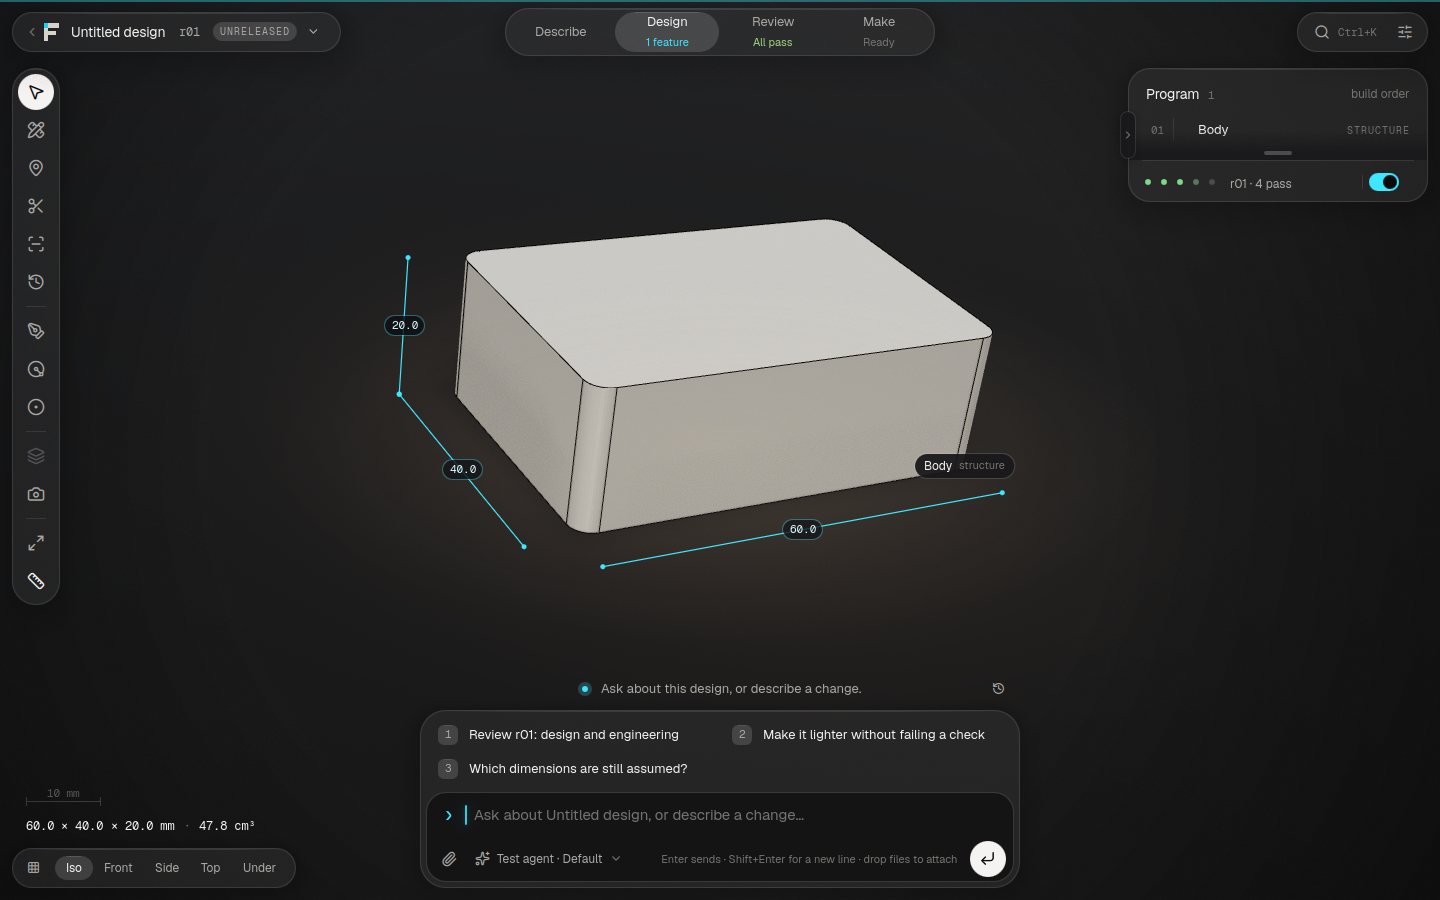 Untitled design r01 UNRELEASED
Describe
Design
1 feature
Review
All pass
Make
Ready
Ctrl+K
Program 1 build order
01 Body STRUCTURE
r01 · 4 pass
20.0
40.0
60.0
Body structure
Ask about this design, or describe a change.
1 Review r01: design and engineering
2 Make it lighter without failing a check
3 Which dimensions are still assumed?
Ask about Untitled design, or describe a change...
Test agent · Default
Enter sends · Shift+Enter for a new line · drop files to attach
10 mm
60.0 × 40.0 × 20.0 mm · 47.8 cm³
Iso Front Side Top Under